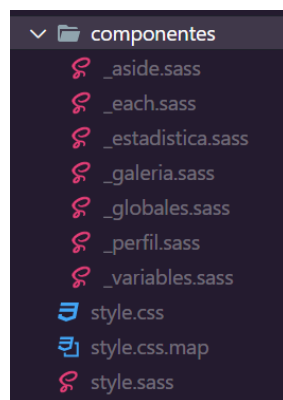 componentes
_aside.sass
_each.sass
_estadistica.sass
_galeria.sass
_globales.sass
_perfil.sass
_variables.sass
style.css
style.css.map
style.sass